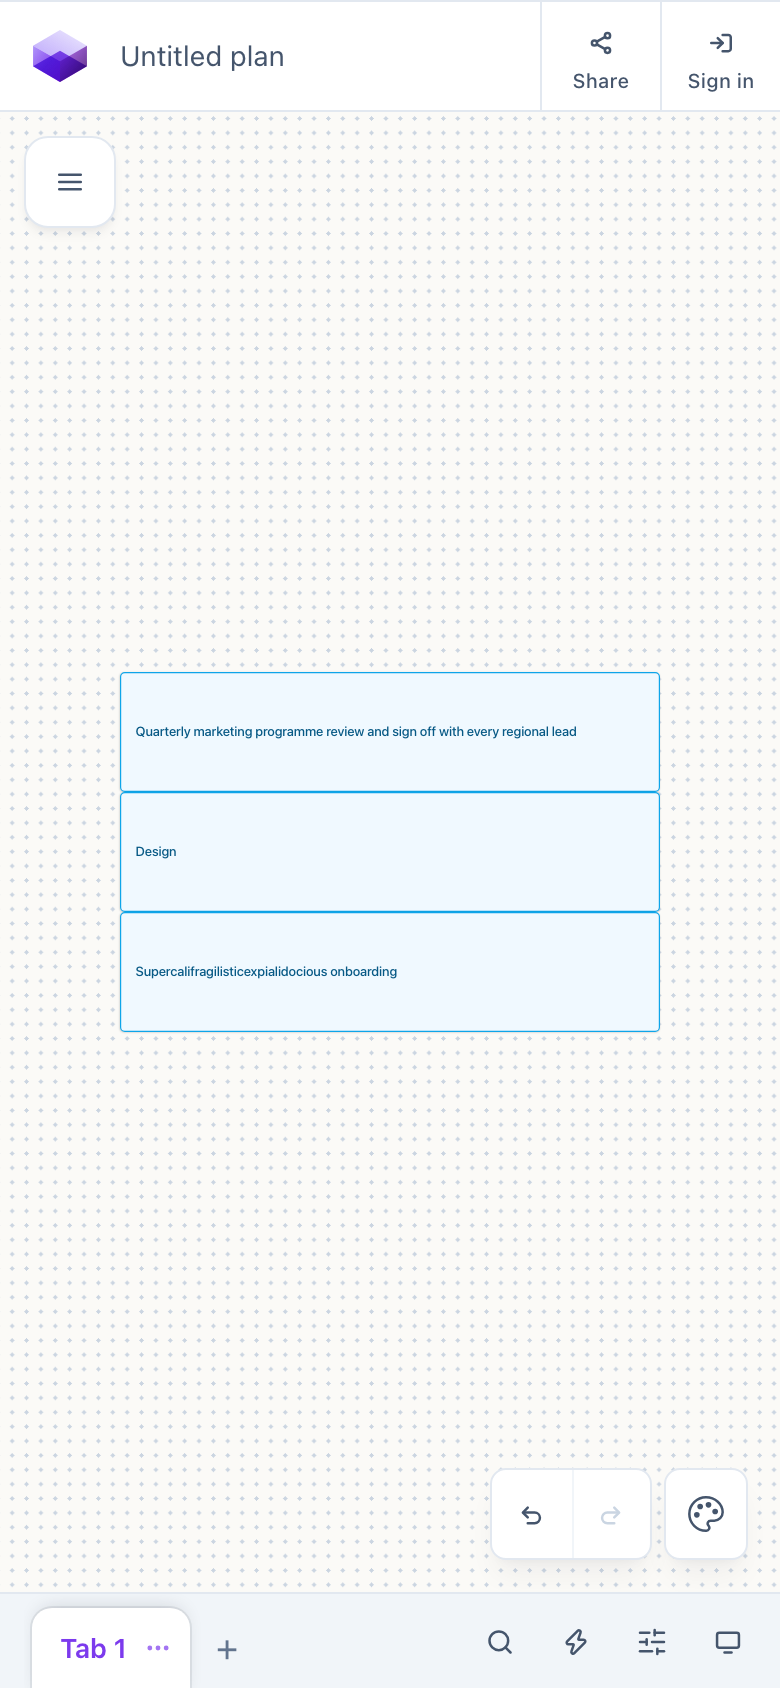 Untitled plan
Share
Sign in
Quarterly marketing programme review and sign off with every regional lead
Design
Supercalifragilisticexpialidocious onboarding
Tab 1